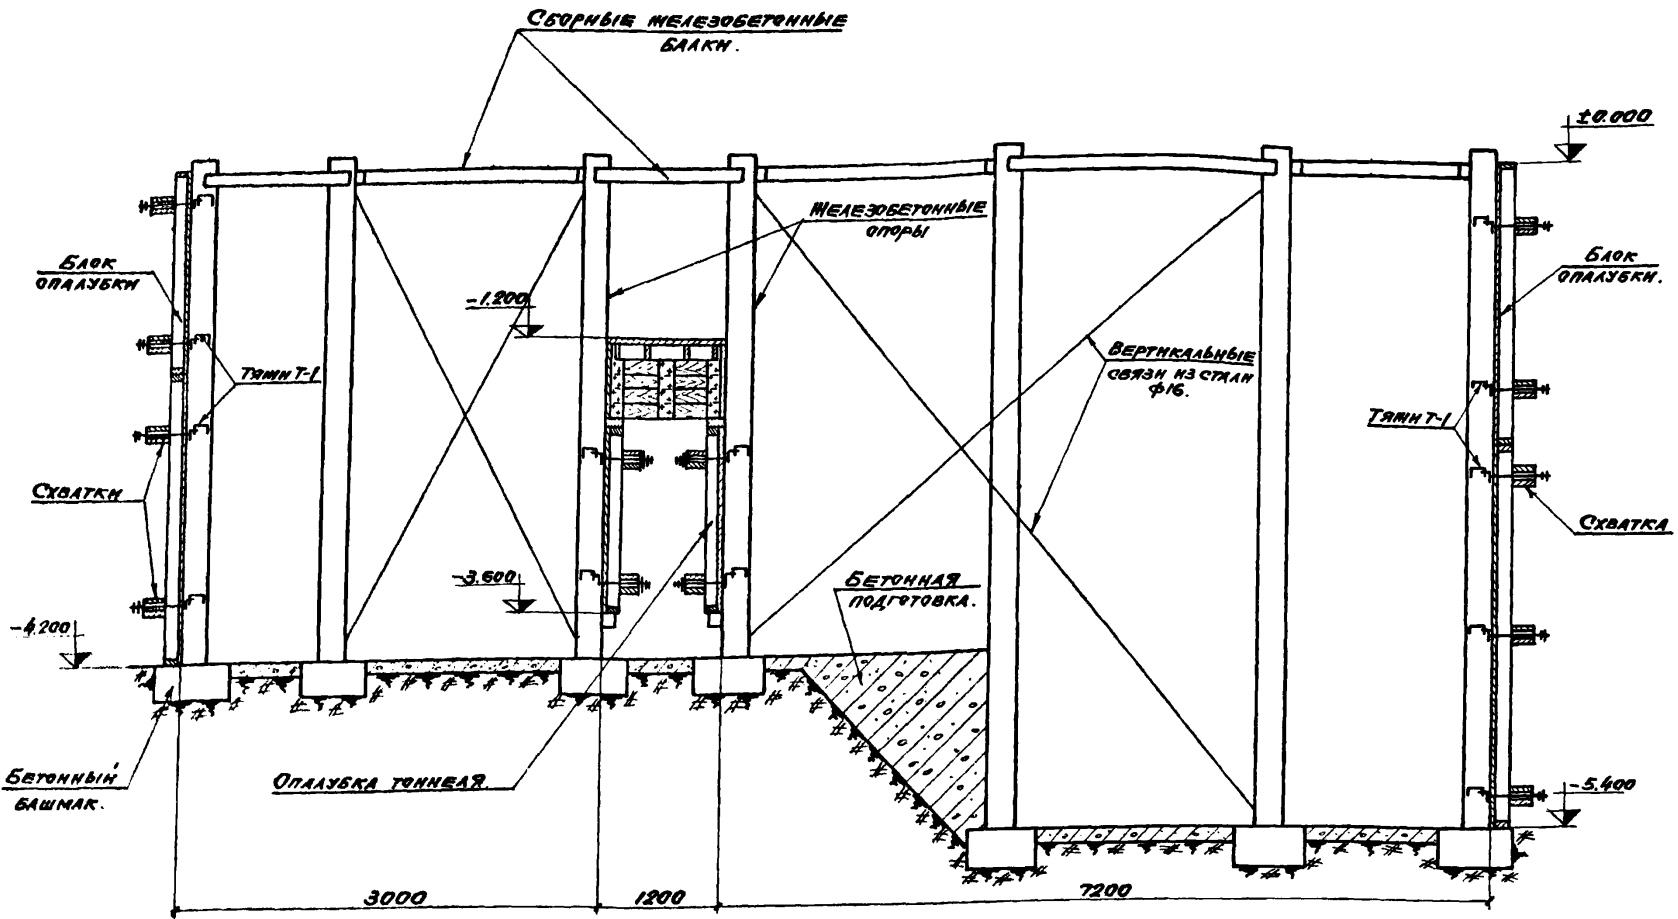 Сборные железобетонные
балки.
±0.000
Железобетонные
опоры
Блок
опалубки
-1.200
Блок
опалубки.
Вертикальные
связи из стали
ф16.
Тяжи Т-1
Тяжи Т-1
Схватки
Схватка
-3.600
Бетонная
подготовка.
-4.200
Бетонный
башмак.
Опалубка тоннеля.
-5.400
3000
1200
7200